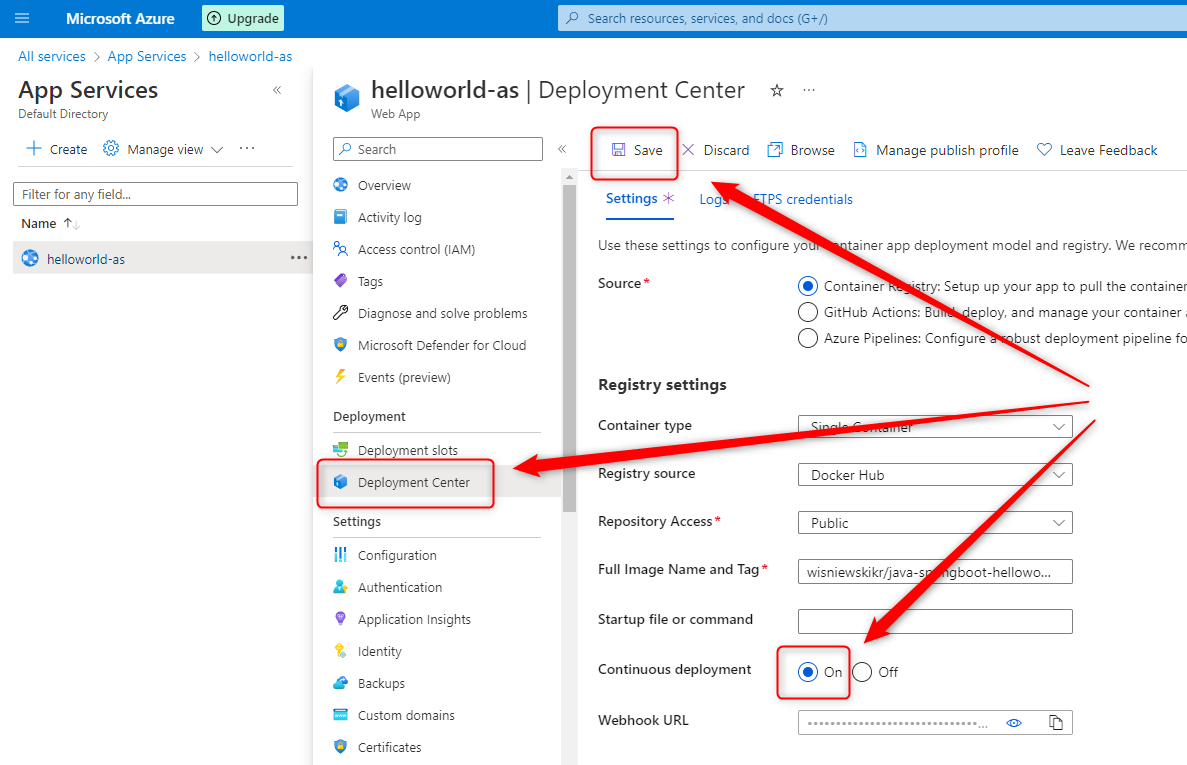 Microsoft Azure
Upgrade
Search resources, services, and docs (G+/)
All services > App Services > helloworld-as
App Services
Default Directory
Create
Manage view
Filter for any field...
Name
helloworld-as
helloworld-as | Deployment Center
Web App
Search
Overview
Activity log
Access control (IAM)
Tags
Diagnose and solve problems
Microsoft Defender for Cloud
Events (preview)
Deployment
Deployment slots
Deployment Center
Settings
Configuration
Authentication
Application Insights
Identity
Backups
Custom domains
Certificates
Save
Discard
Browse
Manage publish profile
Leave Feedback
Settings *
Logs
FTPS credentials
Use these settings to configure your container app deployment model and registry. We recomm
Source*
Container Registry: Setup up your app to pull the container
GitHub Actions: Build, deploy, and manage your container a
Azure Pipelines: Configure a robust deployment pipeline fo
Registry settings
Container type
Single Container
Registry source
Docker Hub
Repository Access*
Public
Full Image Name and Tag*
wisniewskikr/java-springboot-hellowo...
Startup file or command
Continuous deployment
On
Off
Webhook URL